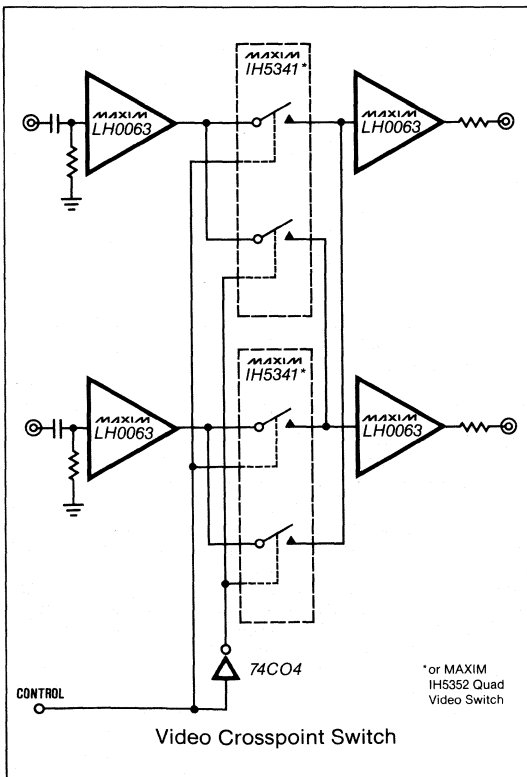 MAXIM
IH5341*
MAXIM
LH0063
MAXIM
LH0063
MAXIM
IH5341*
MAXIM
LH0063
MAXIM
LH0063
74CO4
CONTROL
*or MAXIM
IH5352 Quad
Video Switch
Video Crosspoint Switch